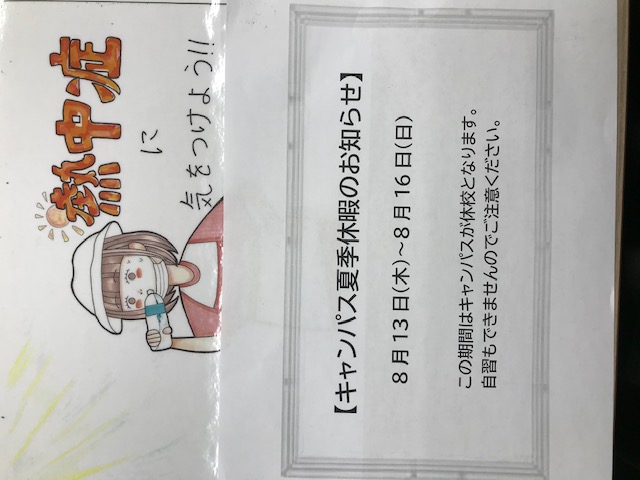 熱中症
に
気をつけよう!!
【キャンパス夏季休暇のお知らせ】
8月13日(木)～8月16日(日)
この期間はキャンパスが休校となります。
自習もできませんのでご注意ください。